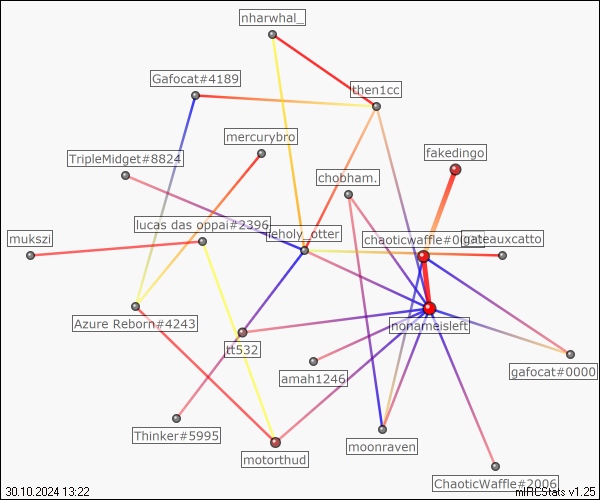 nharwhal_
Gafocat#4189
then1cc
mercurybro
fakedingo
TripleMidget#8824
chobham.
lucas das oppai#2396
jeholy_otter
mukszi
chaoticwaffle#0
gateauxcatto
Azure Reborn#4243
nonameisleft
tt532
amah1246
gafocat#0000
Thinker#5995
moonraven
motorthud
ChaoticWaffle#2006
30.10.2024 13:22
mIRCStats v1.25